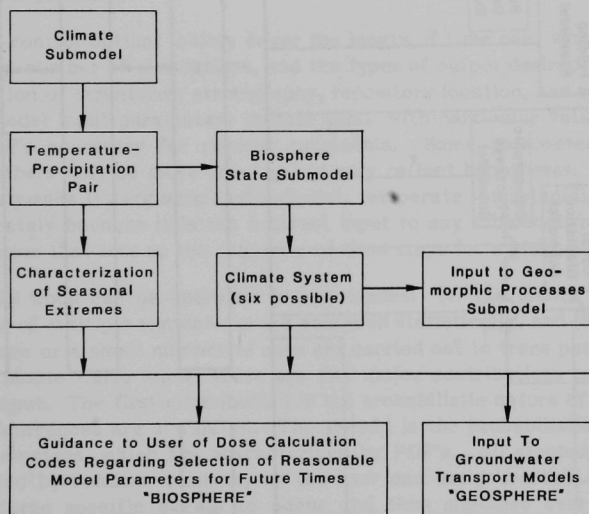 Climate
Submodel
Temperature-
Precipitation
Pair
Biosphere
State Submodel
Characterization
of Seasonal
Extremes
Climate System
(six possible)
Input to Geo-
morphic Processes
Submodel
Guidance to User of Dose Calculation
Codes Regarding Selection of Reasonable
Model Parameters for Future Times
"BIOSPHERE"
Input To
Groundwater
Transport Models
"GEOSPHERE"